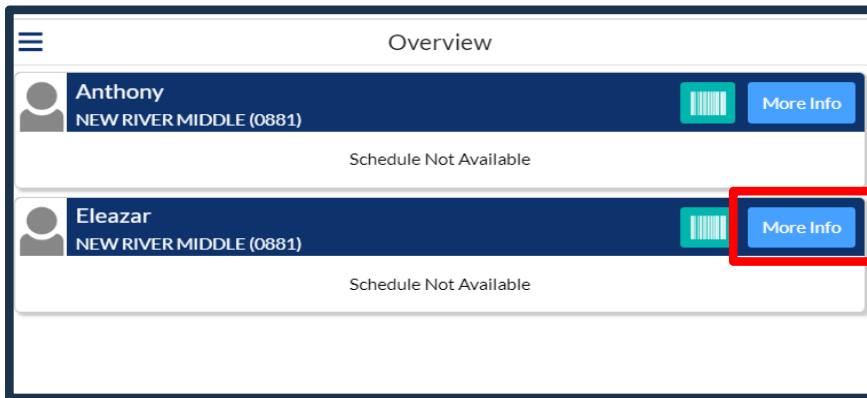 Overview
Anthony
NEW RIVER MIDDLE (0881)
More Info
Schedule Not Available
Eleazar
NEW RIVER MIDDLE (0881)
More Info
Schedule Not Available